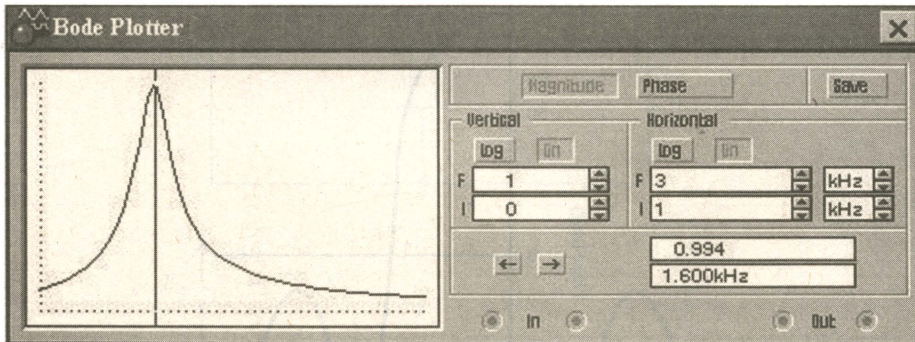 Bode Plotter
Magnitude Phase Save
Vertical Horizontal
log lin log lin
F 1 F 3 kHz
I 0 I 1 kHz
← →
0.994
1.600kHz
In Out